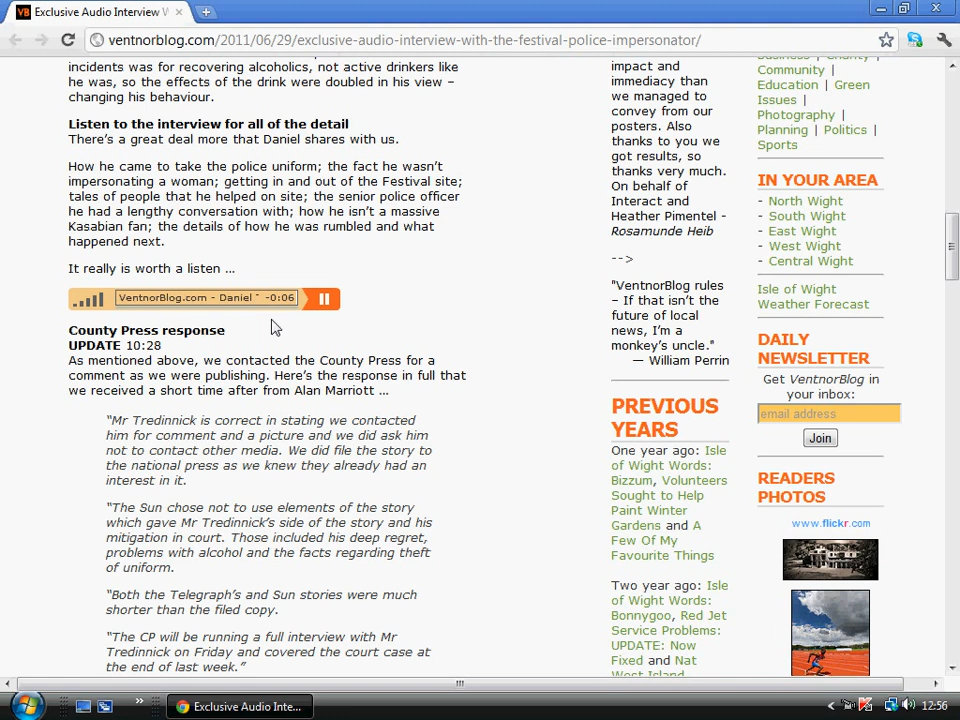 Exclusive Audio Interview W
ventnorblog.com/2011/06/29/exclusive-audio-interview-with-the-festival-police-impersonator/
incidents was for recovering alcoholics, not active drinkers like
he was, so the effects of the drink were doubled in his view –
changing his behaviour.
Listen to the interview for all of the detail
There's a great deal more that Daniel shares with us.
How he came to take the police uniform; the fact he wasn't
impersonating a woman; getting in and out of the Festival site;
tales of people that he helped on site; the senior police officer
he had a lengthy conversation with; how he isn't a massive
Kasabian fan; the details of how he was rumbled and what
happened next.
It really is worth a listen ...
VentnorBlog.com - Daniel -0:06
County Press response
UPDATE 10:28
As mentioned above, we contacted the County Press for a
comment as we were publishing. Here's the response in full that
we received a short time after from Alan Marriott ...
“Mr Tredinnick is correct in stating we contacted
him for comment and a picture and we did ask him
not to contact other media. We did file the story to
the national press as we knew they already had an
interest in it.
“The Sun chose not to use elements of the story
which gave Mr Tredinnick's side of the story and his
mitigation in court. Those included his deep regret,
problems with alcohol and the facts regarding theft
of uniform.
“Both the Telegraph's and Sun stories were much
shorter than the filed copy.
“The CP will be running a full interview with Mr
Tredinnick on Friday and covered the court case at
the end of last week.”
impact and
immediacy than
we managed to
convey from our
posters. Also
thanks to you we
got results, so
thanks very much.
On behalf of
Interact and
Heather Pimentel -
Rosamunde Heib
-->
"VentnorBlog rules
– If that isn't the
future of local
news, I'm a
monkey's uncle."
— William Perrin
PREVIOUS
YEARS
One year ago: Isle
of Wight Words:
Bizzum, Volunteers
Sought to Help
Paint Winter
Gardens and A
Few Of My
Favourite Things
Two year ago: Isle
of Wight Words:
Bonnygoo, Red Jet
Service Problems:
UPDATE: Now
Fixed and Nat
West Island
Business | Charity |
Community |
Education | Green
Issues |
Photography |
Planning | Politics |
Sports
IN YOUR AREA
- North Wight
- South Wight
- East Wight
- West Wight
- Central Wight
Isle of Wight
Weather Forecast
DAILY
NEWSLETTER
Get VentnorBlog in
your inbox:
email address
Join
READERS
PHOTOS
www.flickr.com
Exclusive Audio Inte...
12:56